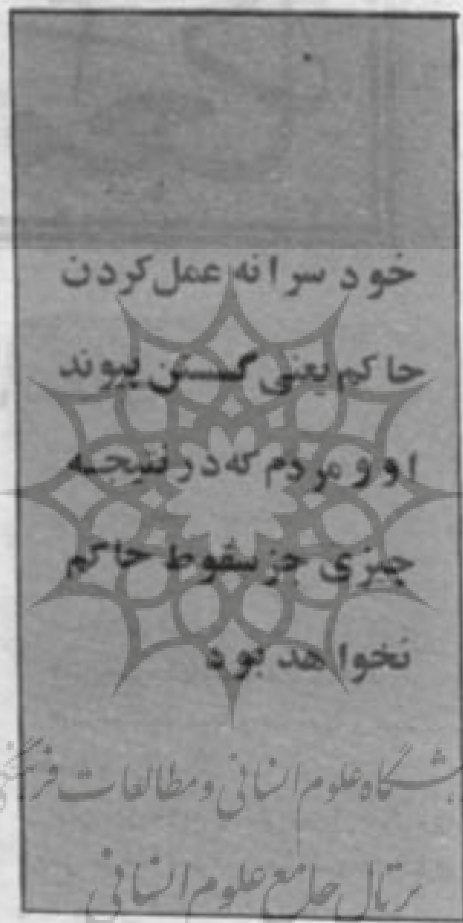 خود سرانه عمل کردن
حاکم یعنی گسستن پیوند
او و مردم که در نتیجه
چیزی جز سقوط حاکم
نخواهد بود
شگاه علوم انسانی و مطالعات فرهنگی
پرتال جامع علوم انسانی